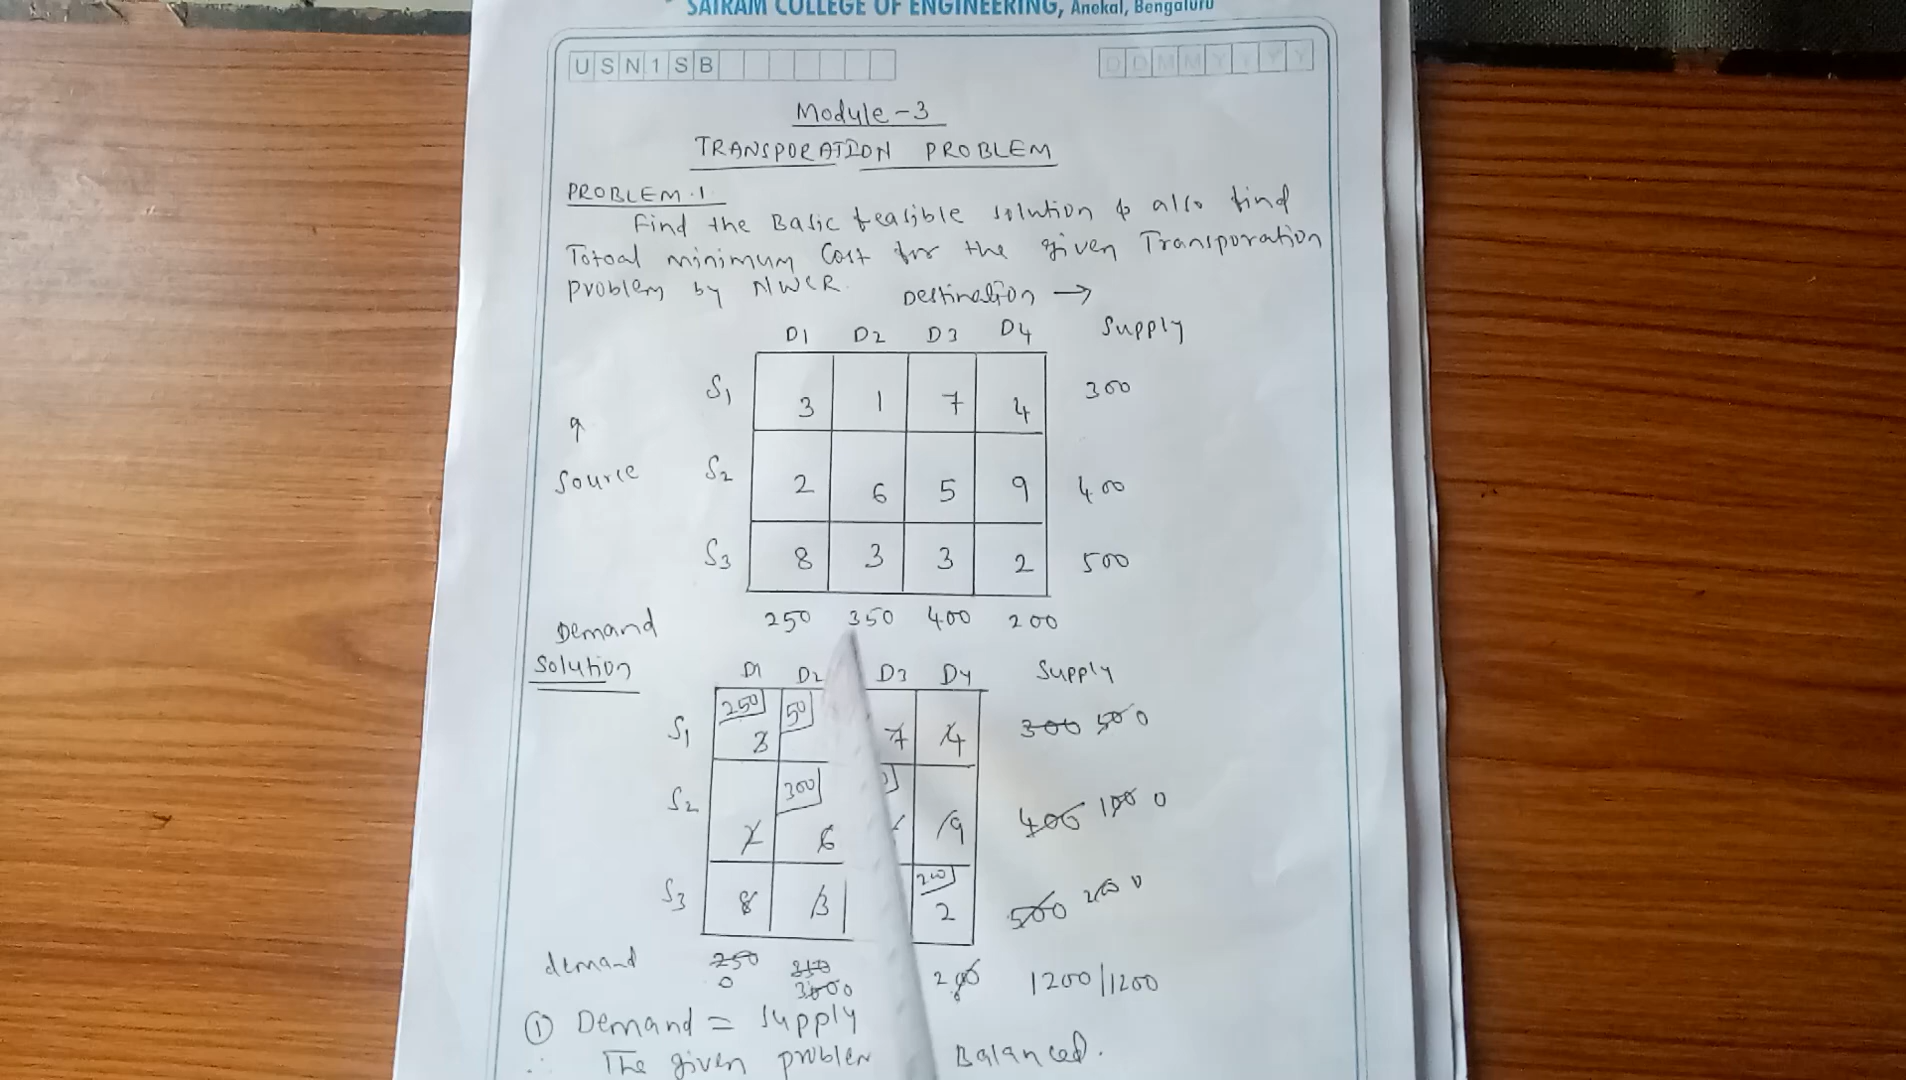 SAIRAM COLLEGE OF ENGINEERING, Anekal, Bengaluru
U S N 1 S B
D D M M Y Y Y Y
Module-3
TRANSPORATION PROBLEM
PROBLEM.1
Find the Basic feasible solution & also find
Totoal minimum Cost for the given Transporation
problem by NWCR.
Destination →
D1 D2 D3 D4 Supply
S1 3 1 7 4 300
Source S2 2 6 5 9 400
S3 8 3 3 2 500
Demand 250 350 400 200
Solution
D1 D2 D3 D4 Supply
250 50
S1 3 7 4 300 50 0
300
S2 2 6 9 400 100 0
200
S3 8 3 2 500 200 0
demand 250 350 200 1200/1200
0 300 0
① Demand = Supply
∴ The given problem Balanced.